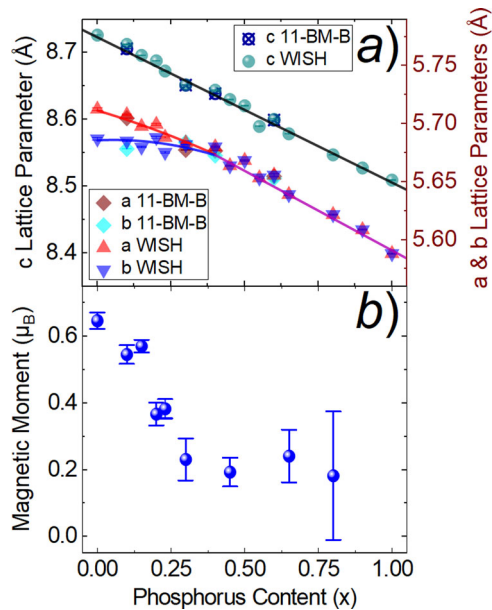 a)
c 11-BM-B
c WISH
8.7
8.6
8.5
8.4
c Lattice Parameter (Å)
5.75
5.70
5.65
5.60
a & b Lattice Parameters (Å)
a 11-BM-B
b 11-BM-B
a WISH
b WISH
b)
0.6
0.4
0.2
0.0
Magnetic Moment (μB)
0.00 0.25 0.50 0.75 1.00
Phosphorus Content (x)